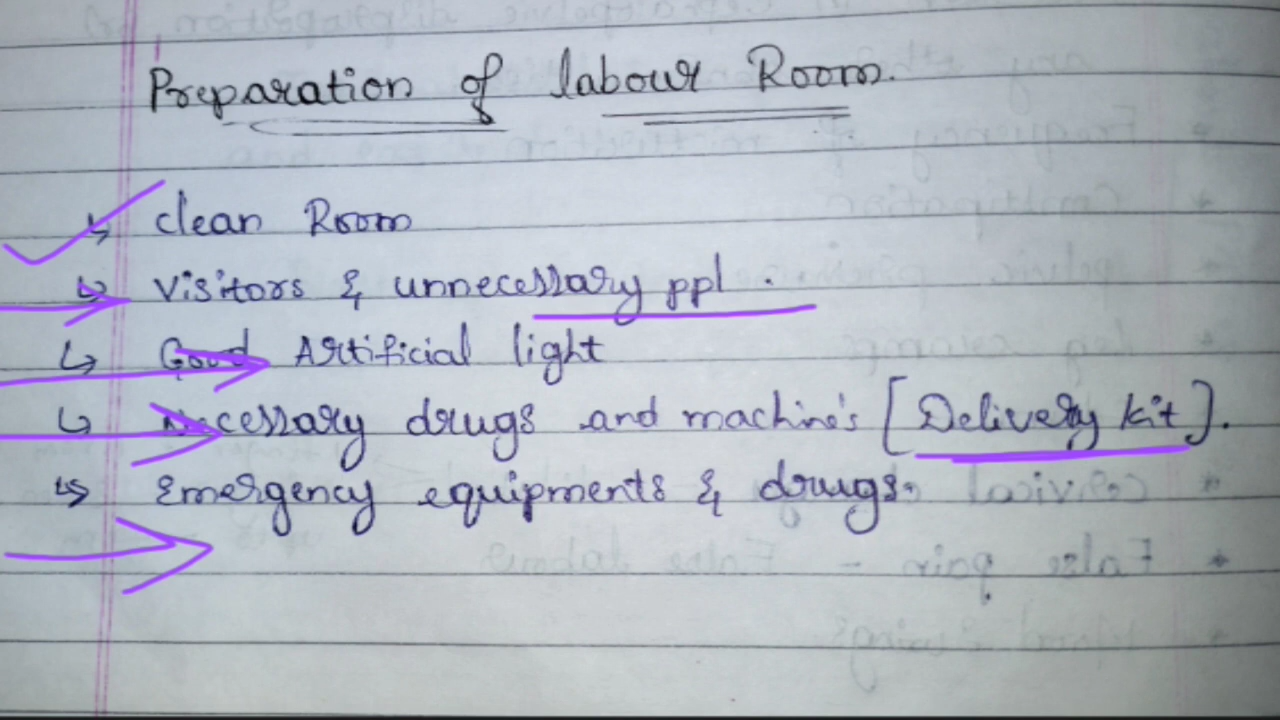 Preparation of labour Room.
↳ clean Room
↳ visitors & unnecessary ppl.
↳ Good Artificial light
↳ Necessary drugs and machine's [Delivery kit].
↳ Emergency equipments & drugs.